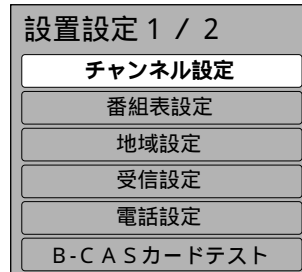 設置設定１／２
チャンネル設定
番組表設定
地域設定
受信設定
電話設定
Ｂ-ＣＡＳカードテスト